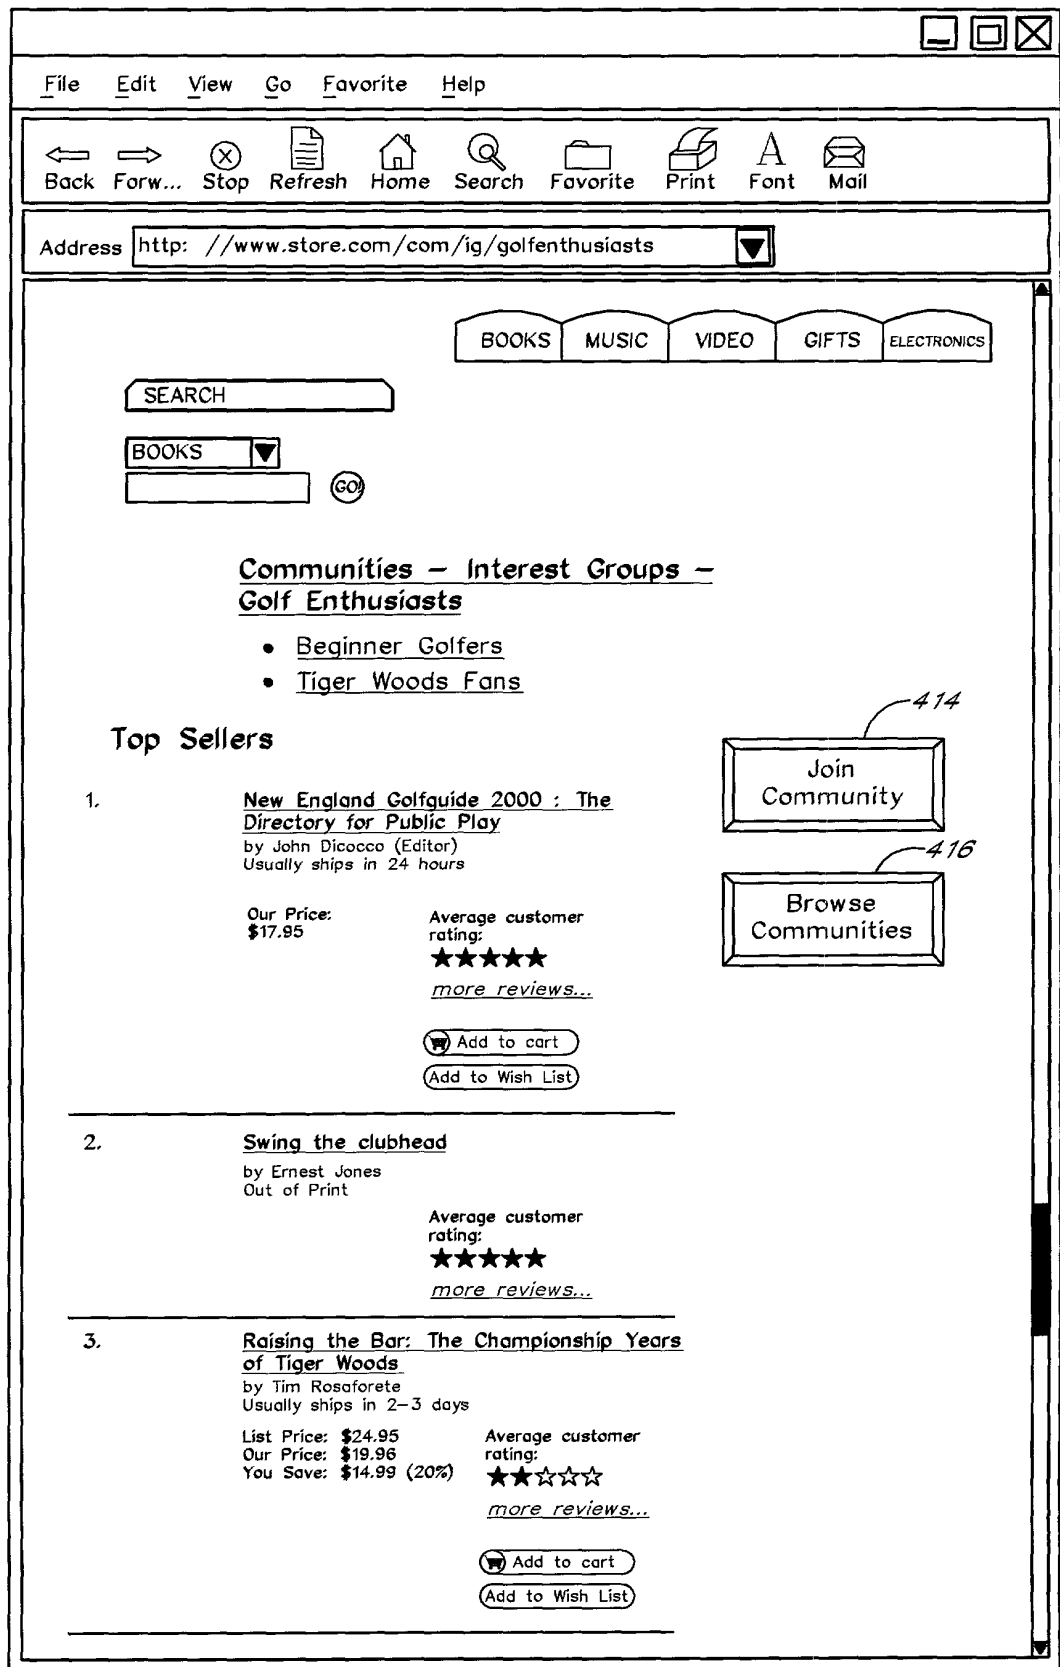 File Edit View Go Favorite Help
Back Forw... Stop Refresh Home Search Favorite Print Font Mail
Address http: //www.store.com/com/ig/golfenthusiasts
BOOKS MUSIC VIDEO GIFTS ELECTRONICS
SEARCH
BOOKS
GO!
Communities – Interest Groups –
Golf Enthusiasts
• Beginner Golfers
• Tiger Woods Fans
414
Top Sellers
Join
Community
1. New England Golfguide 2000 : The
Directory for Public Play
by John Dicocco (Editor)
Usually ships in 24 hours
416
Browse
Communities
Our Price:
$17.95
Average customer
rating:
★★★★★
more reviews...
Add to cart
Add to Wish List
2. Swing the clubhead
by Ernest Jones
Out of Print
Average customer
rating:
★★★★★
more reviews...
3. Raising the Bar: The Championship Years
of Tiger Woods
by Tim Rosaforete
Usually ships in 2–3 days
List Price: $24.95
Our Price: $19.96
You Save: $14.99 (20%)
Average customer
rating:
★★☆☆☆
more reviews...
Add to cart
Add to Wish List